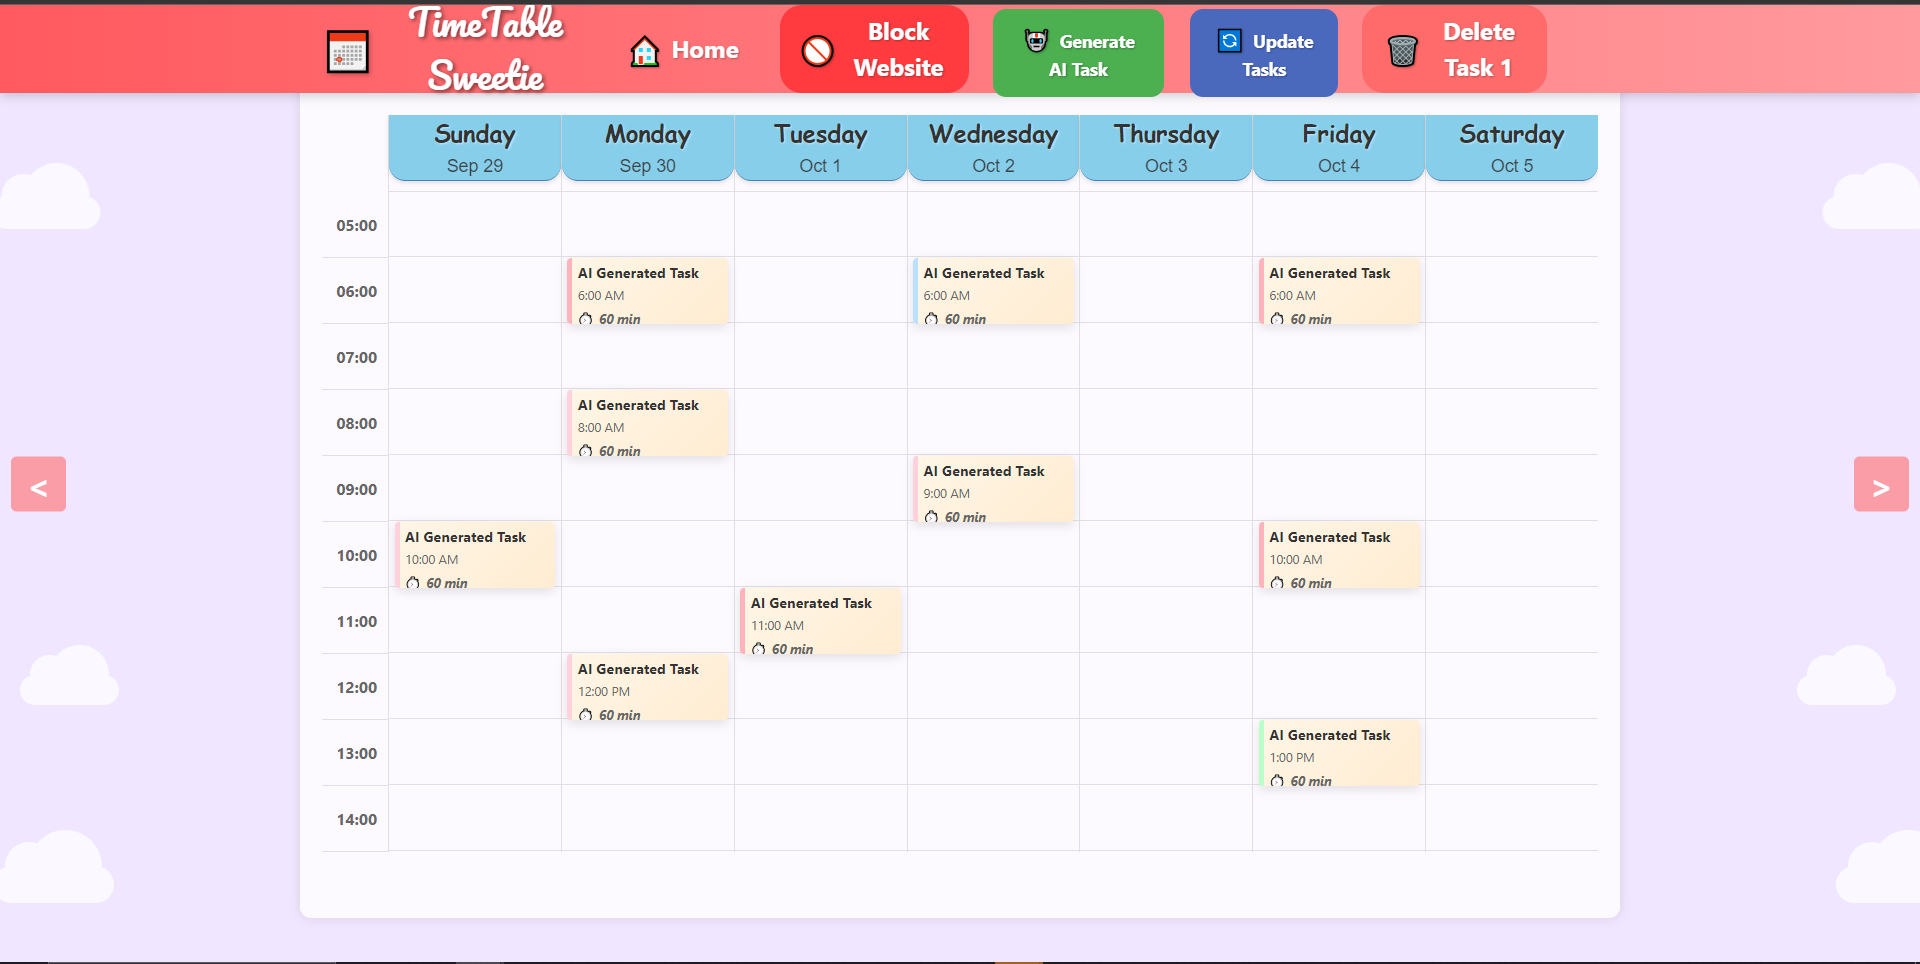 TimeTable
Sweetie
Home
Block
Website
Generate
AI Task
Update
Tasks
Delete
Task 1
Sunday Monday Tuesday Wednesday Thursday Friday Saturday
Sep 29 Sep 30 Oct 1 Oct 2 Oct 3 Oct 4 Oct 5
05:00
06:00
AI Generated Task
6:00 AM
60 min
AI Generated Task
6:00 AM
60 min
AI Generated Task
6:00 AM
60 min
07:00
08:00
AI Generated Task
8:00 AM
60 min
09:00
AI Generated Task
9:00 AM
60 min
10:00
AI Generated Task
10:00 AM
60 min
AI Generated Task
10:00 AM
60 min
11:00
AI Generated Task
11:00 AM
60 min
12:00
AI Generated Task
12:00 PM
60 min
13:00
AI Generated Task
1:00 PM
60 min
14:00
<
>